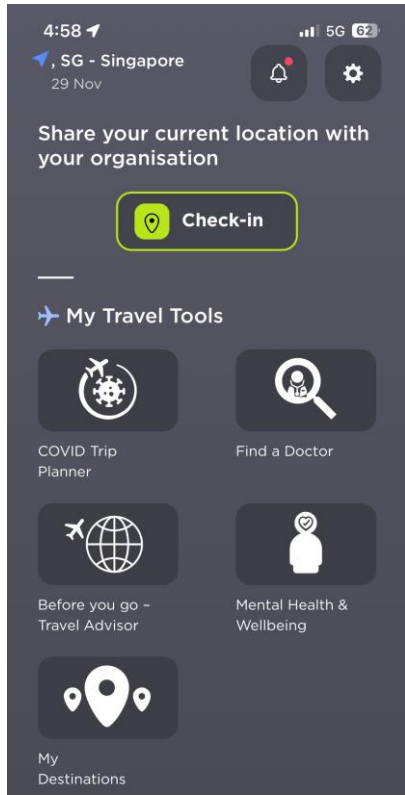 4:58
5G 62
, SG - Singapore
29 Nov
Share your current location with
your organisation
Check-in
My Travel Tools
COVID Trip
Planner
Find a Doctor
Before you go –
Travel Advisor
Mental Health &
Wellbeing
My
Destinations